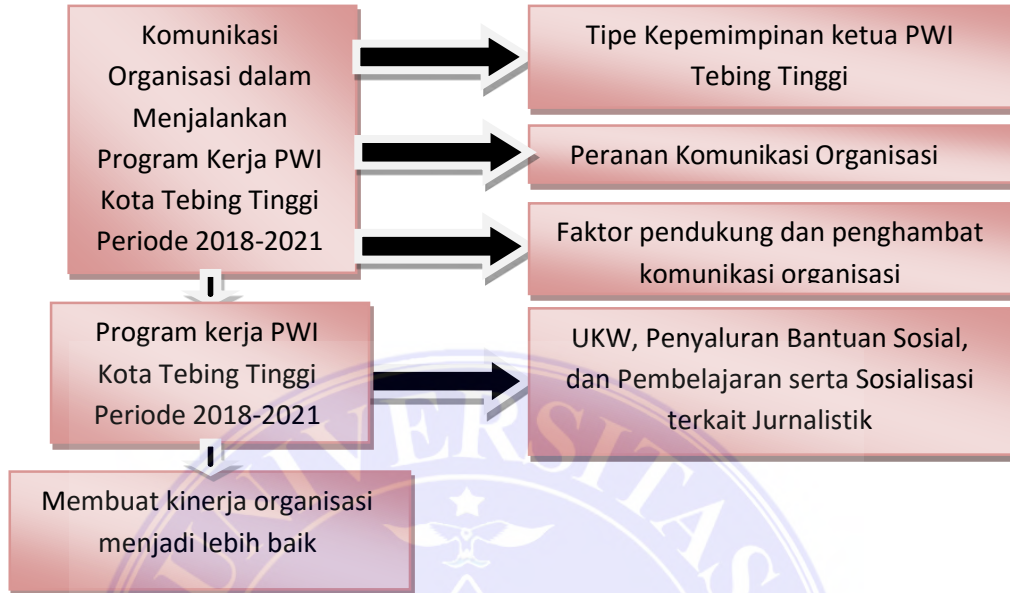 Komunikasi
Organisasi dalam
Menjalankan
Program Kerja PWI
Kota Tebing Tinggi
Periode 2018-2021
Tipe Kepemimpinan ketua PWI
Tebing Tinggi
Peranan Komunikasi Organisasi
Faktor pendukung dan penghambat
komunikasi organisasi
Program kerja PWI
Kota Tebing Tinggi
Periode 2018-2021
UKW, Penyaluran Bantuan Sosial,
dan Pembelajaran serta Sosialisasi
terkait Jurnalistik
Membuat kinerja organisasi
menjadi lebih baik
UNIVERSITAS